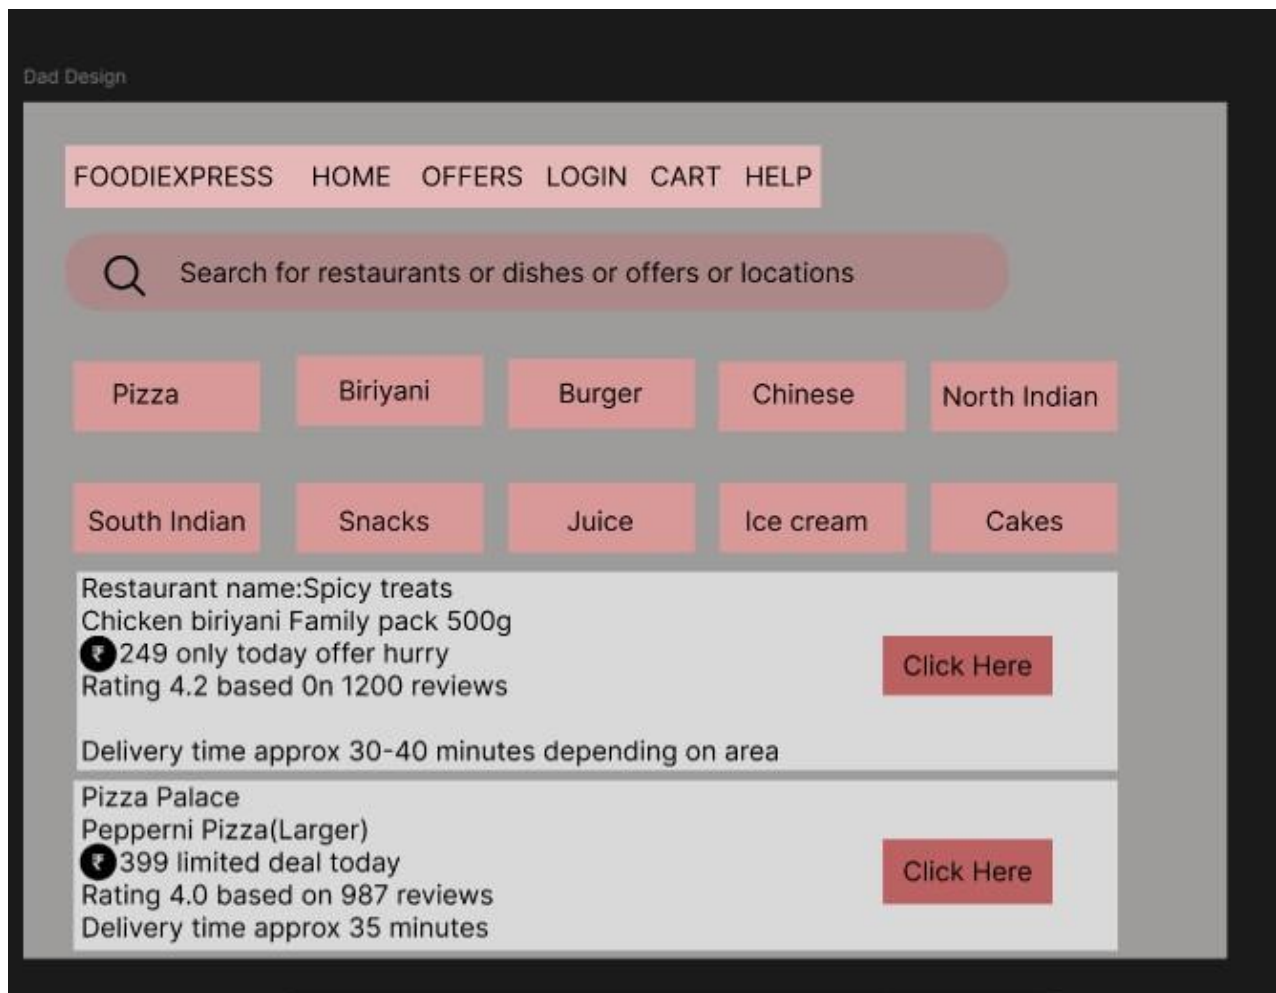 Dad Design
FOODIEXPRESS HOME OFFERS LOGIN CART HELP
Search for restaurants or dishes or offers or locations
Pizza Biriyani Burger Chinese North Indian
South Indian Snacks Juice Ice cream Cakes
Restaurant name:Spicy treats
Chicken biriyani Family pack 500g
₹249 only today offer hurry
Rating 4.2 based 0n 1200 reviews
Click Here
Delivery time approx 30-40 minutes depending on area
Pizza Palace
Pepperni Pizza(Larger)
₹399 limited deal today
Rating 4.0 based on 987 reviews
Delivery time approx 35 minutes
Click Here